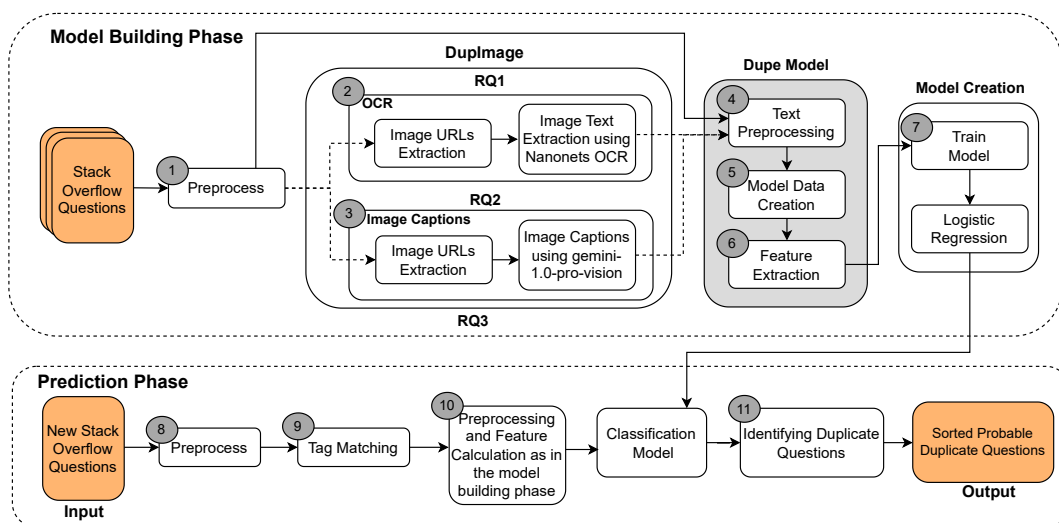 Model Building Phase
DupImage
RQ1
2
OCR
Image URLs
Extraction
Image Text
Extraction using
Nanonets OCR
Stack
Overflow
Questions
1
Preprocess
RQ2
3
Image Captions
Image URLs
Extraction
Image Captions
using gemini-
1.0-pro-vision
RQ3
Dupe Model
4
Text
Preprocessing
5
Model Data
Creation
6
Feature
Extraction
Model Creation
7
Train
Model
Logistic
Regression
Prediction Phase
New Stack
Overflow
Questions
Input
8
Preprocess
9
Tag Matching
10
Preprocessing
and Feature
Calculation as in
the model
building phase
Classification
Model
11
Identifying Duplicate
Questions
Sorted Probable
Duplicate Questions
Output